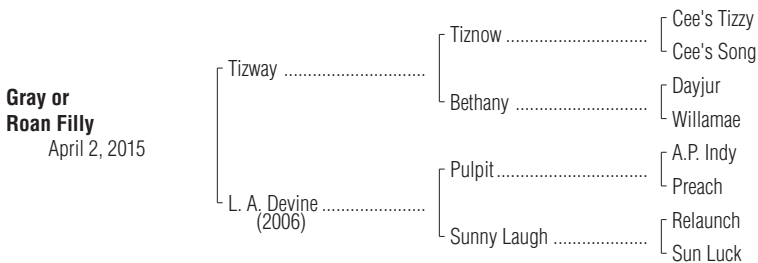 Cee's Tizzy
Tiznow ................................
Cee's Song
Tizway ................................
Dayjur
Bethany ..............................
Willamae
Gray or
Roan Filly
April 2, 2015
A.P. Indy
Pulpit..................................
Preach
L. A. Devine .......................
(2006)
Relaunch
Sunny Laugh .....................
Sun Luck